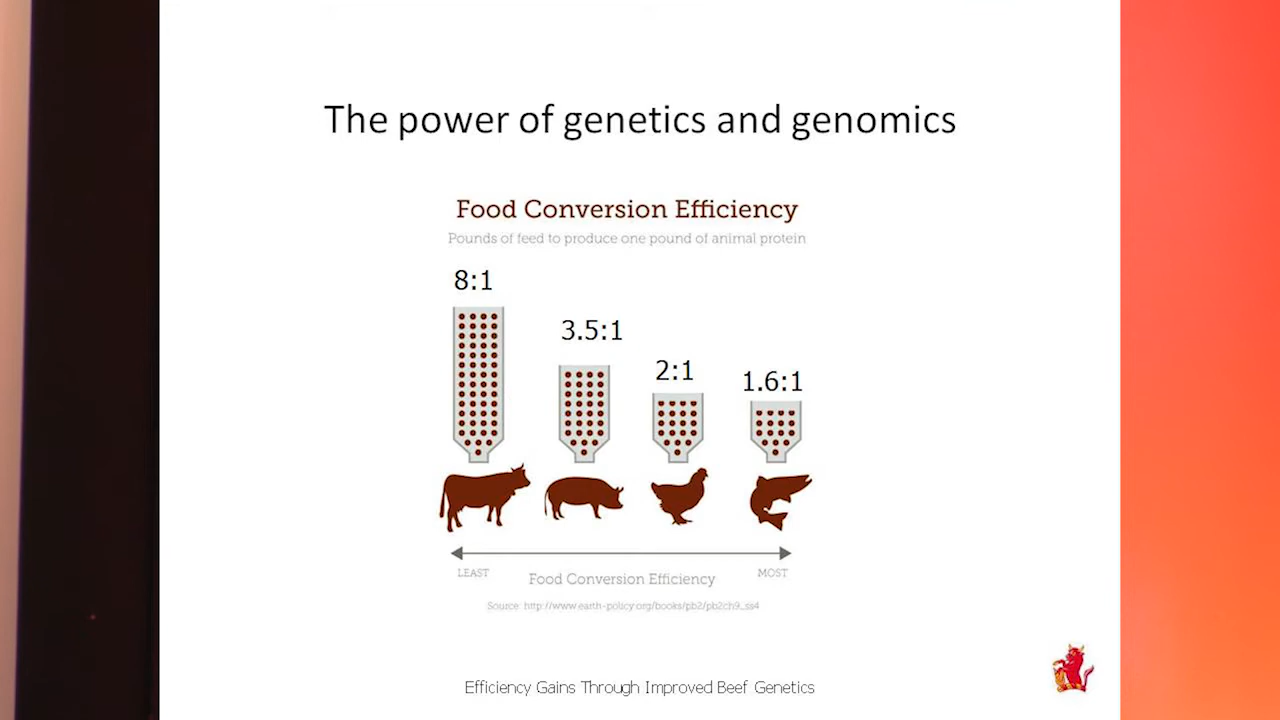 The power of genetics and genomics
Food Conversion Efficiency
Pounds of feed to produce one pound of animal protein
8:1
3.5:1
2:1
1.6:1
LEAST
Food Conversion Efficiency
MOST
Source: http://www.earth-policy.org/books/pb2/pb2ch9_ss4
Efficiency Gains Through Improved Beef Genetics